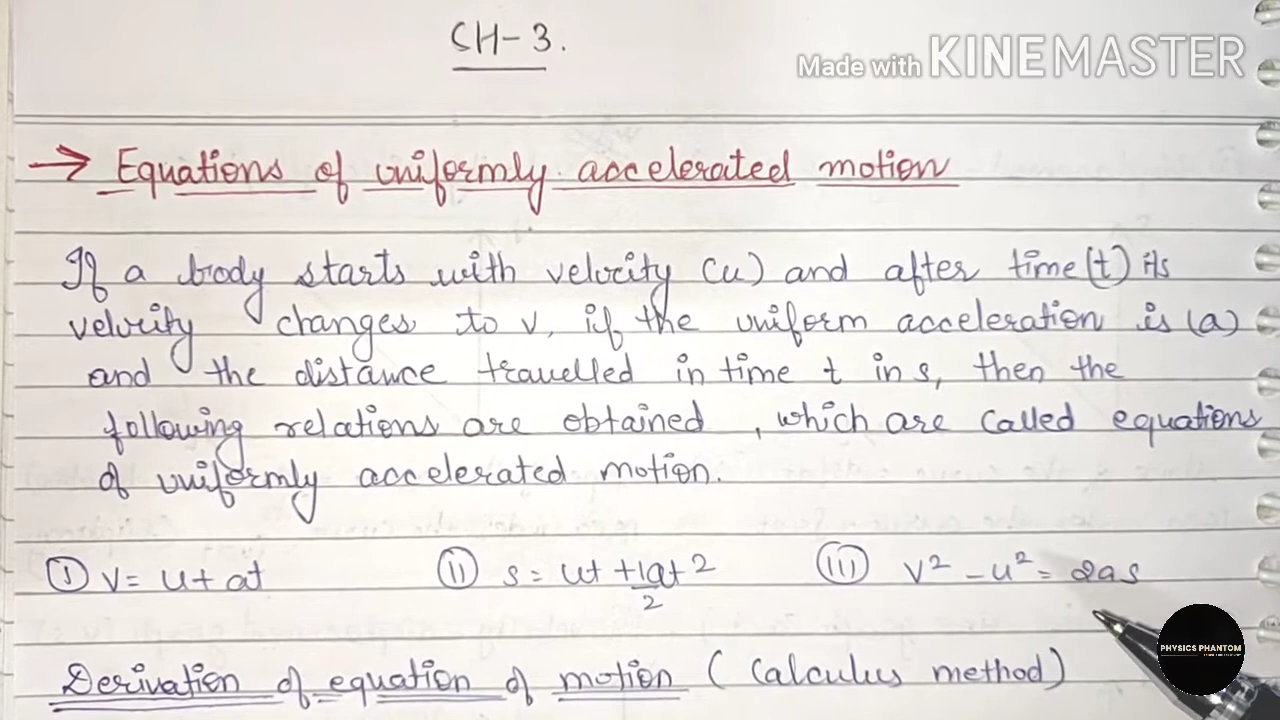 CH-3.
Made with KINEMASTER
→ Equations of uniformly accelerated motion
If a body starts with velocity (u) and after time (t) its
velocity changes to v, if the uniform acceleration is (a)
and the distance travelled in time t in s, then the
following relations are obtained, which are called equations
of uniformly accelerated motion.
(i) v = u + at (ii) s = ut + 1/2 at² (iii) v² - u² = 2as
PHYSICS PHANTOM
Derivation of equation of motion (Calculus method)